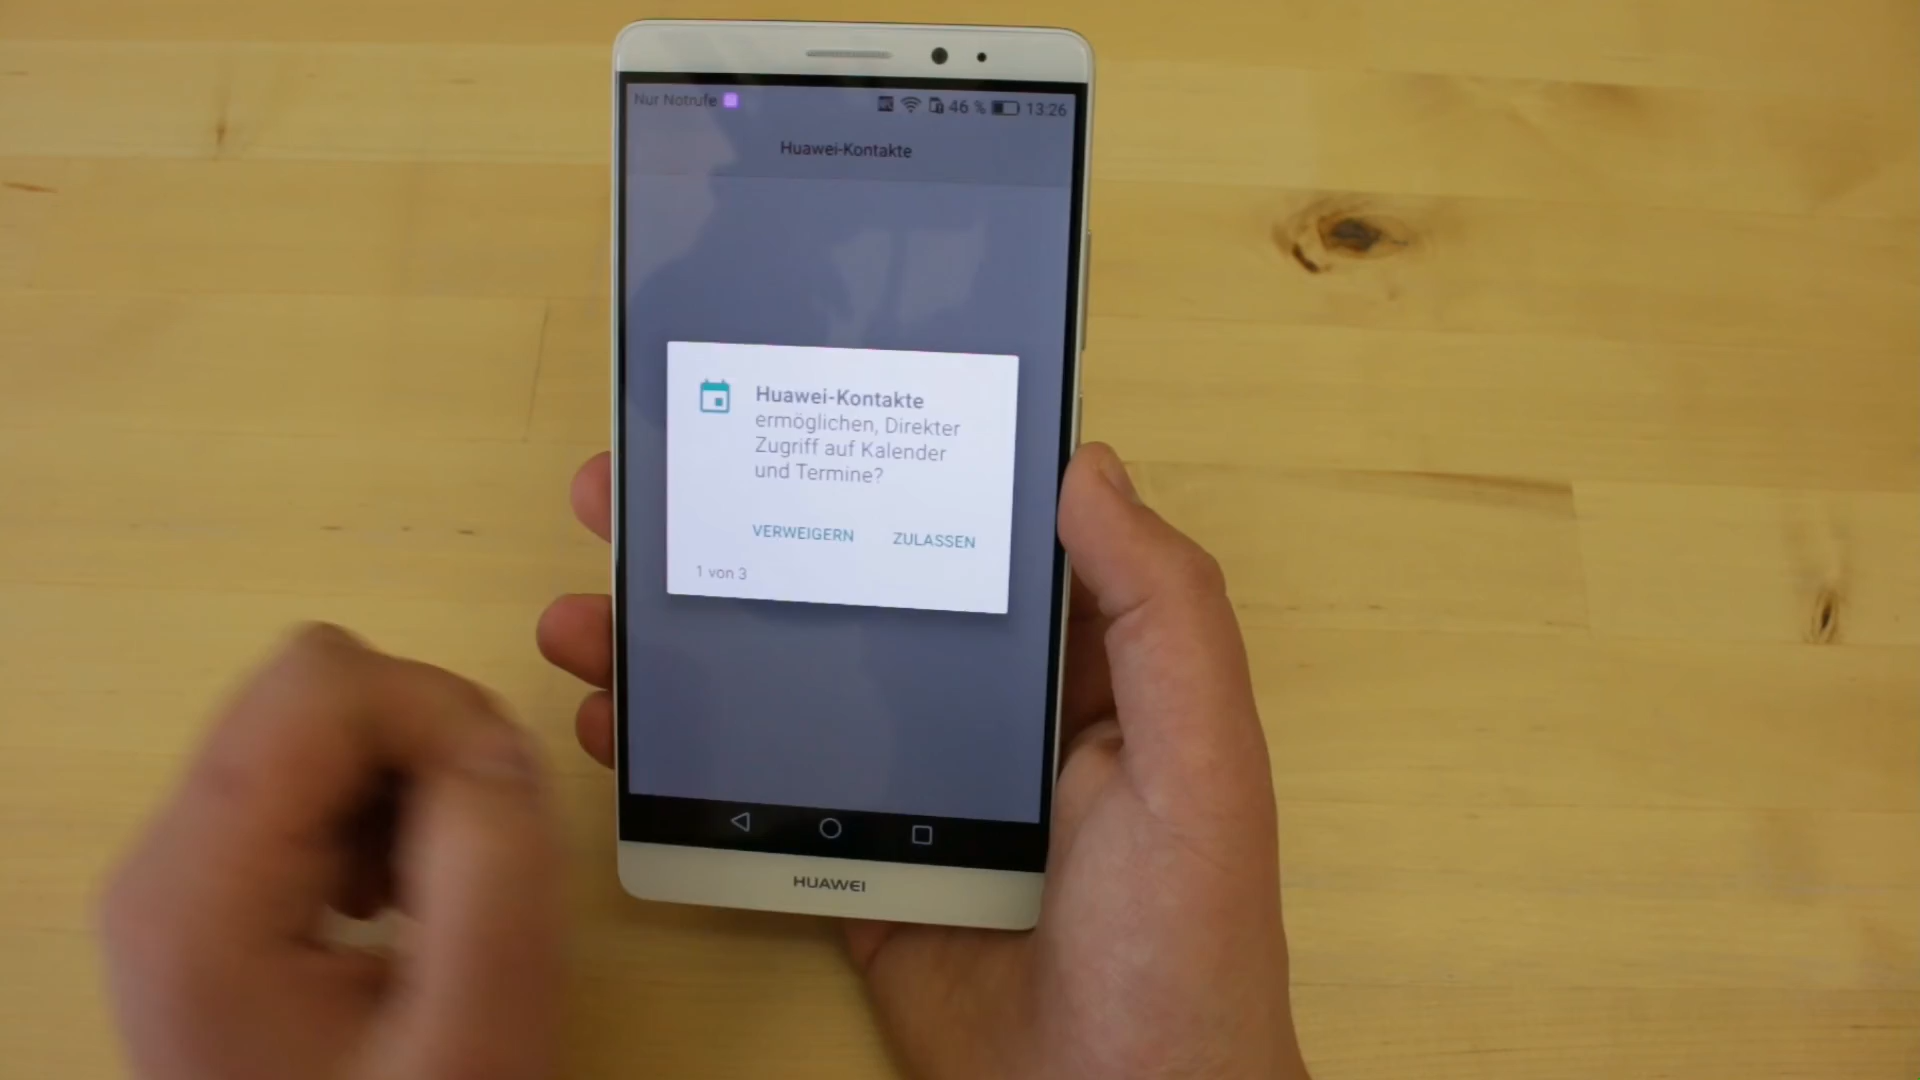 Nur Notrufe
46 % 13:26
Huawei-Kontakte
Huawei-Kontakte
ermöglichen, Direkter
Zugriff auf Kalender
und Termine?
VERWEIGERN ZULASSEN
1 von 3
HUAWEI